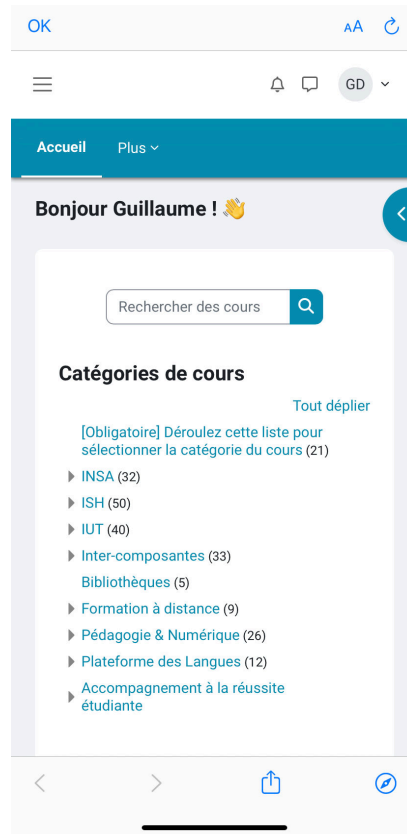 OK
AA
GD
Accueil
Plus
Bonjour Guillaume ! 👋
Rechercher des cours
Catégories de cours
Tout déplier
[Obligatoire] Déroulez cette liste pour
sélectionner la catégorie du cours (21)
INSA (32)
ISH (50)
IUT (40)
Inter-composantes (33)
Bibliothèques (5)
Formation à distance (9)
Pédagogie & Numérique (26)
Plateforme des Langues (12)
Accompagnement à la réussite
étudiante